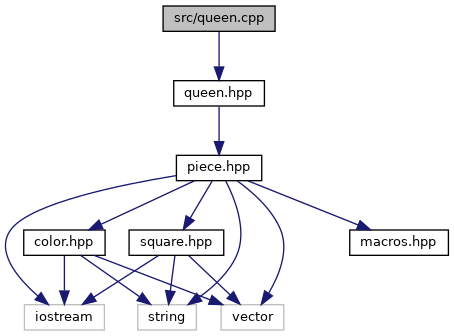 src/queen.cpp
queen.hpp
piece.hpp
color.hpp
square.hpp
macros.hpp
iostream
string
vector